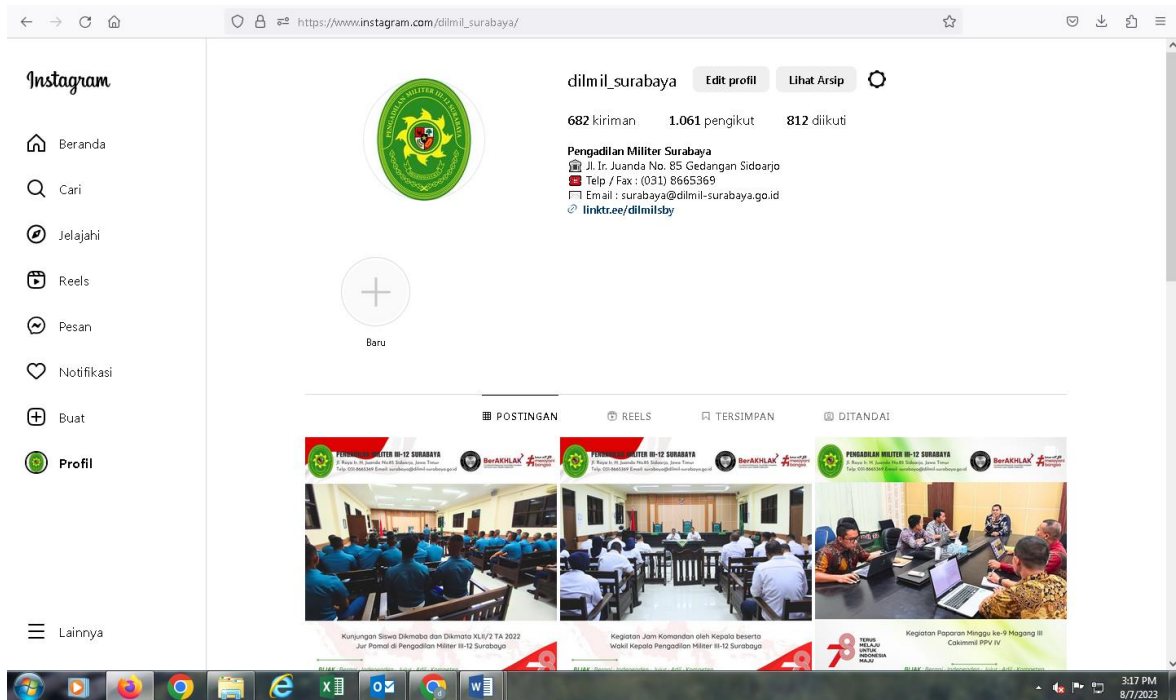 https://www.instagram.com/dilmil_surabaya/
Instagram
Beranda
Cari
Jelajahi
Reels
Pesan
Notifikasi
Buat
Profil
Lainnya
PENGADILAN MILITER III-12 SURABAYA
dilmil_surabaya Edit profil Lihat Arsip
682 kiriman 1.061 pengikut 812 diikuti
Pengadilan Militer Surabaya
Jl. Ir. Juanda No. 85 Gedangan Sidoarjo
Telp / Fax : (031) 8665369
Email : surabaya@dilmil-surabaya.go.id
linktr.ee/dilmilsby
Baru
POSTINGAN REELS TERSIMPAN DITANDAI
PENGADILAN MILITER III-12 SURABAYA
BerAKHLAK
Kunjungan Siswa Dikmaba dan Dikmata XLII/2 TA 2022
Jur Pomal di Pengadilan Militer III-12 Surabaya
PENGADILAN MILITER III-12 SURABAYA
BerAKHLAK
Kegiatan Jam Komandan oleh Kepala beserta
Wakil Kepala Pengadilan Militer III-12 Surabaya
PENGADILAN MILITER III-12 SURABAYA
BerAKHLAK
Kegiatan Paparan Minggu ke-9 Magang III
Cakimmil PPV IV
78 TERUS
MELAJU
UNTUK
INDONESIA
MAJU
3:17 PM
8/7/2023